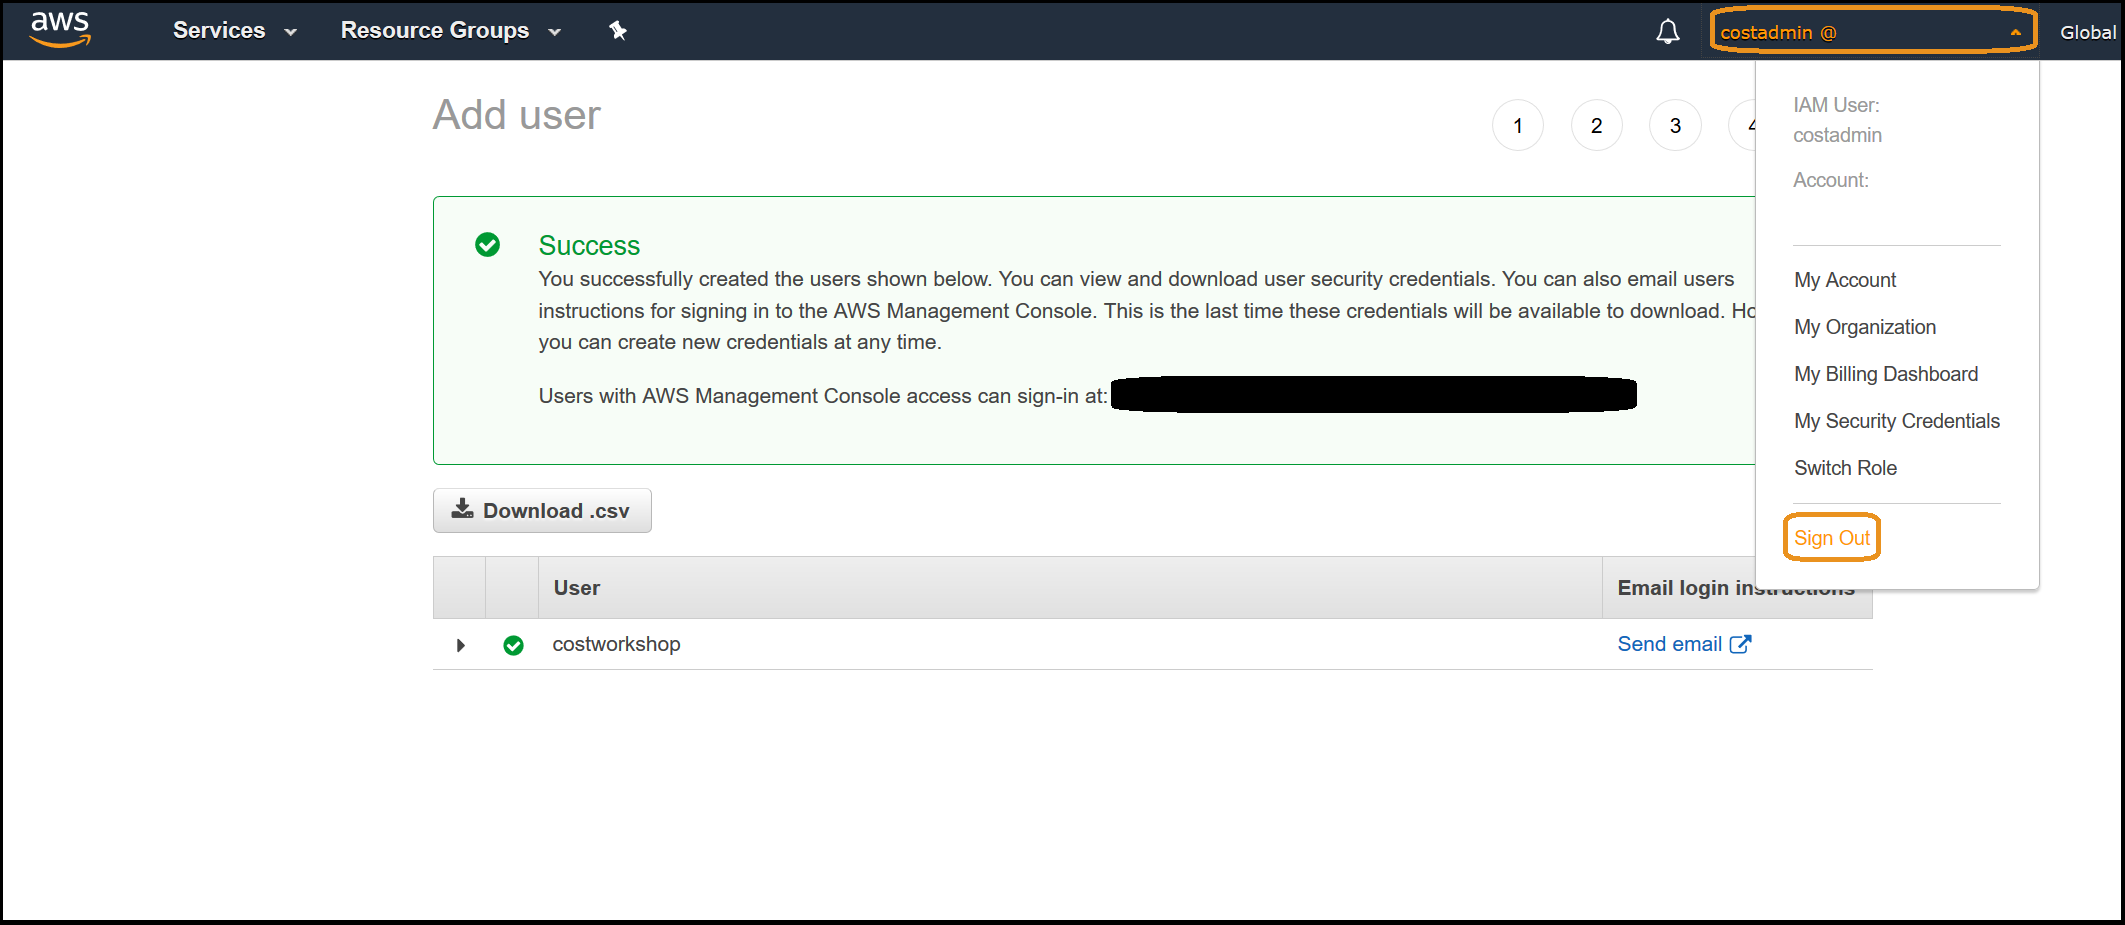 aws
Services
Resource Groups
costadmin @
Global
Add user
1
2
3
4
IAM User:
costadmin
Account:
My Account
My Organization
My Billing Dashboard
My Security Credentials
Switch Role
Sign Out
Success
You successfully created the users shown below. You can view and download user security credentials. You can also email users
instructions for signing in to the AWS Management Console. This is the last time these credentials will be available to download. Ho
you can create new credentials at any time.
Users with AWS Management Console access can sign-in at:
Download .csv
User
Email login instructions
costworkshop
Send email